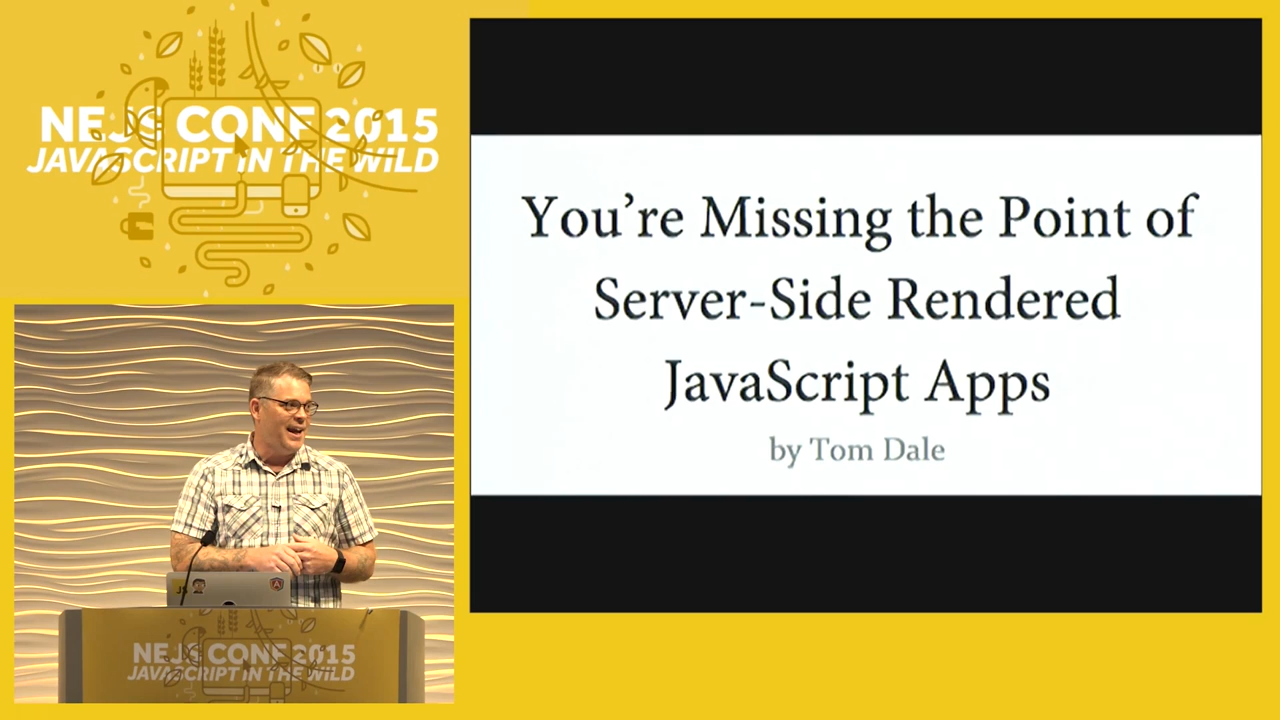 NEJS CONF 2015
JAVASCRIPT IN THE WILD
You’re Missing the Point of
Server-Side Rendered
JavaScript Apps
by Tom Dale
JS
NEJS CONF 2015
JAVASCRIPT IN THE WILD